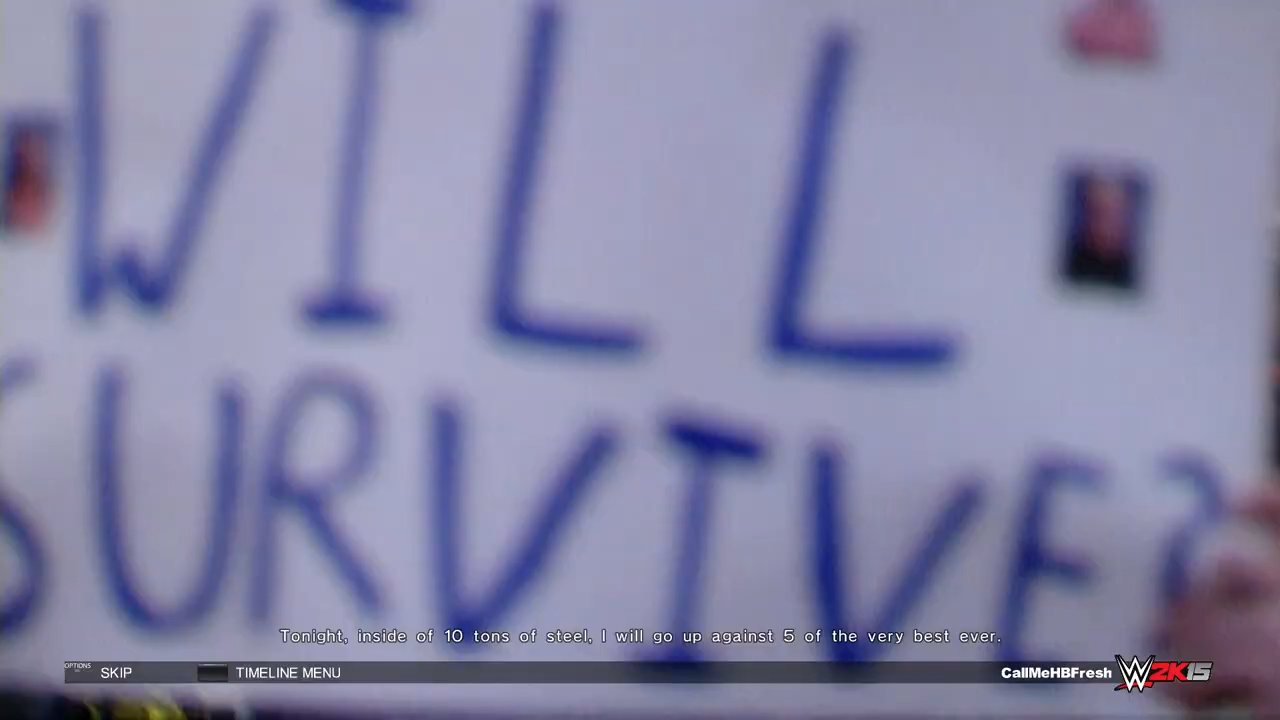 WILL
SURVIVE?
Tonight, inside of 10 tons of steel, I will go up against 5 of the very best ever.
OPTIONS
SKIP
TIMELINE MENU
CallMeHBFresh
W 2K15